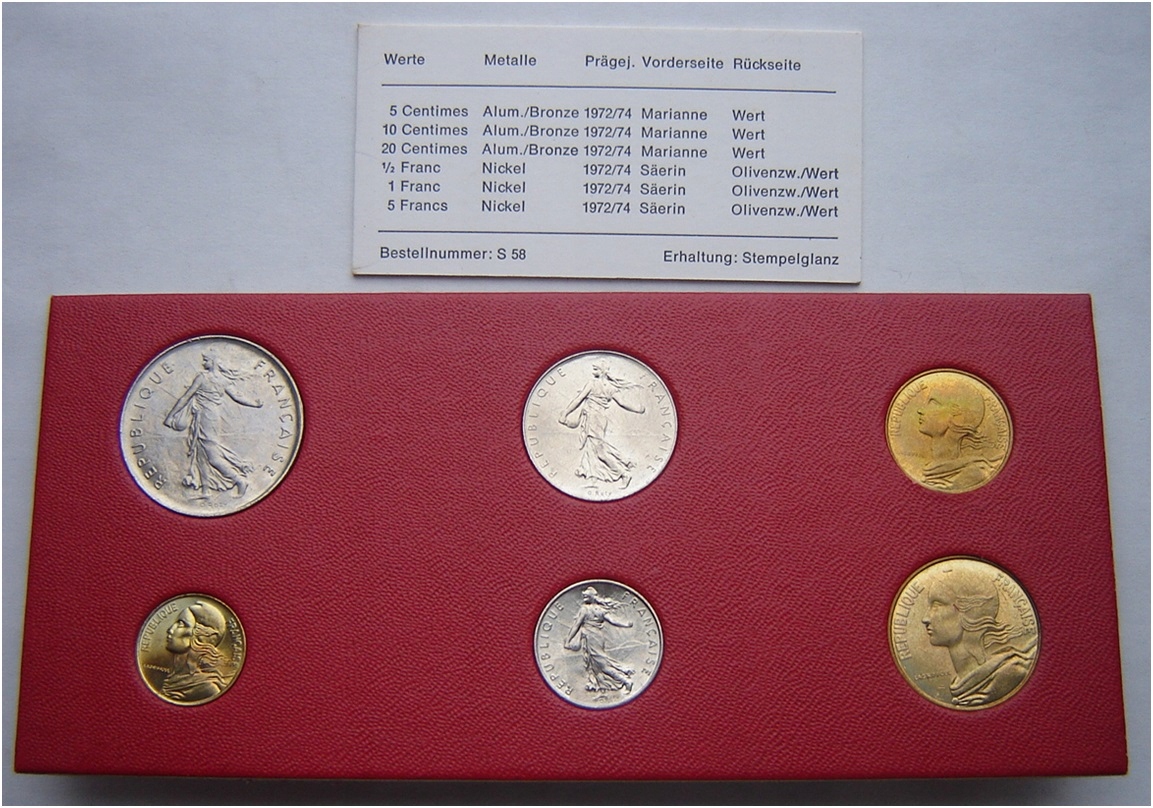 Werte Metalle Prägej. Vorderseite Rückseite
5 Centimes Alum./Bronze 1972/74 Marianne Wert
10 Centimes Alum./Bronze 1972/74 Marianne Wert
20 Centimes Alum./Bronze 1972/74 Marianne Wert
½ Franc Nickel 1972/74 Säerin Olivenzw./Wert
1 Franc Nickel 1972/74 Säerin Olivenzw./Wert
5 Francs Nickel 1972/74 Säerin Olivenzw./Wert
Bestellnummer: S 58 Erhaltung: Stempelglanz
REPUBLIQUE FRANÇAISE
REPUBLIQUE FRANÇAISE
REPUBLIQUE FRANÇAISE
REPUBLIQUE FRANÇAISE
REPUBLIQUE FRANÇAISE
REPUBLIQUE FRANÇAISE